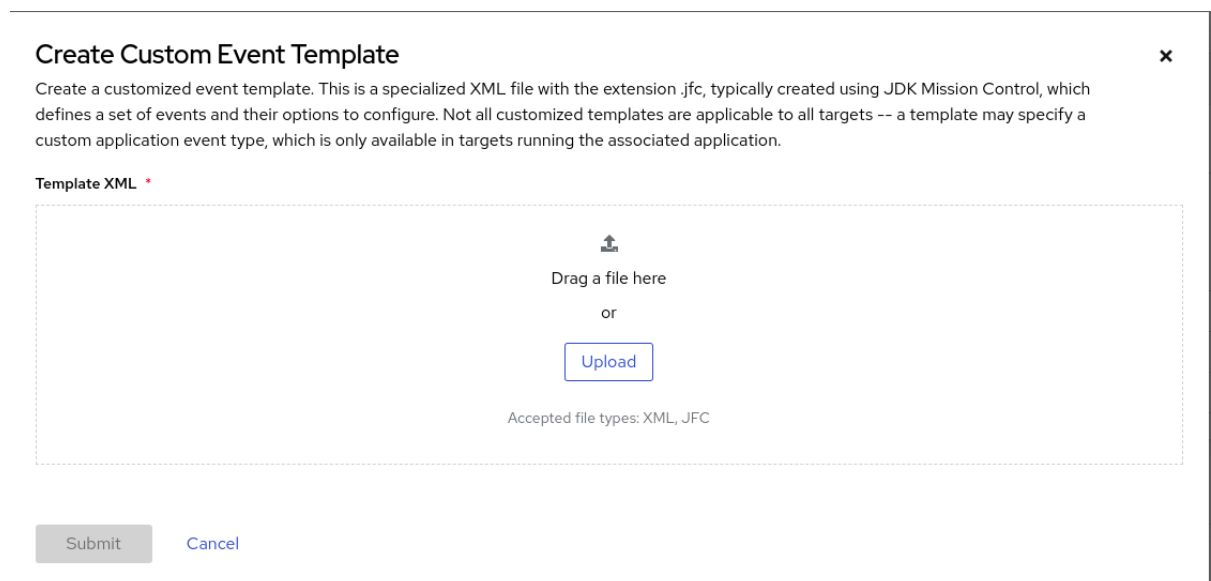 Create Custom Event Template
Create a customized event template. This is a specialized XML file with the extension .jfc, typically created using JDK Mission Control, which
defines a set of events and their options to configure. Not all customized templates are applicable to all targets -- a template may specify a
custom application event type, which is only available in targets running the associated application.
Template XML *
Drag a file here
or
Upload
Accepted file types: XML, JFC
Submit Cancel